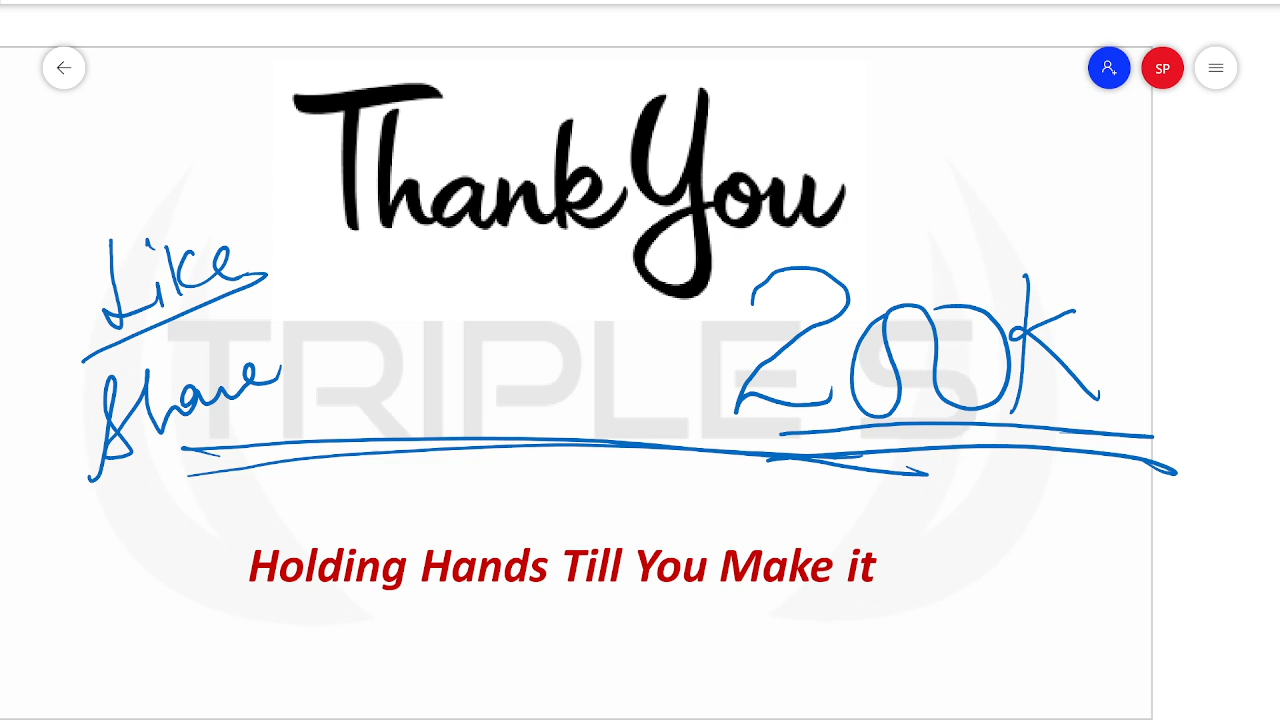 SP
Thank You
Like
200K
TRIPLE S
Share
Holding Hands Till You Make it